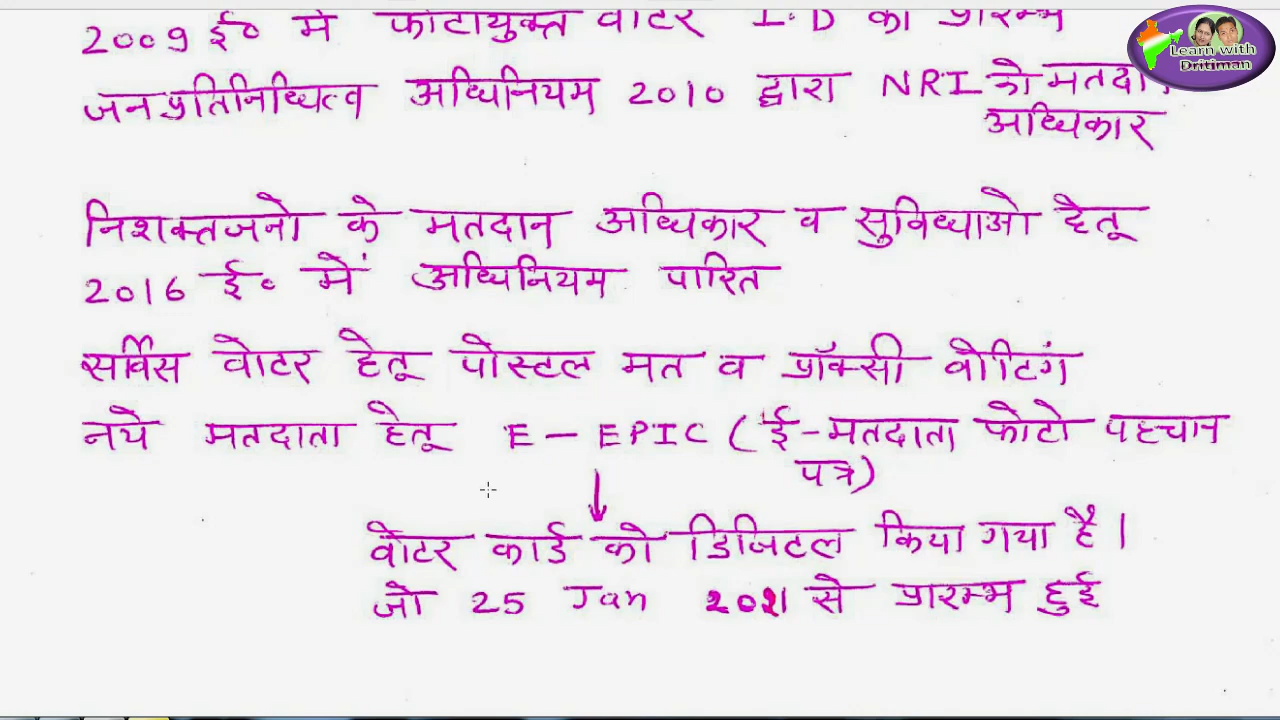 2009 ई० में फोटोयुक्त वोटर I.D का प्रारम्भ
Learn with
Dritiman
जनप्रतिनिधित्व अधिनियम 2010 द्वारा NRI को मतदान
अधिकार
निशक्तजनो के मतदान अधिकार व सुविधाओ हेतू
2016 ई० में अधिनियम पारित
सर्विस वोटर हेतू पोस्टल मत व प्रॉक्सी वोटिंग
नये मतदाता हेतू E-EPIC (ई-मतदाता फोटो पहचान
पत्र)
वोटर कार्ड को डिजिटल किया गया है।
जो 25 Jan 2021 से प्रारम्भ हुई